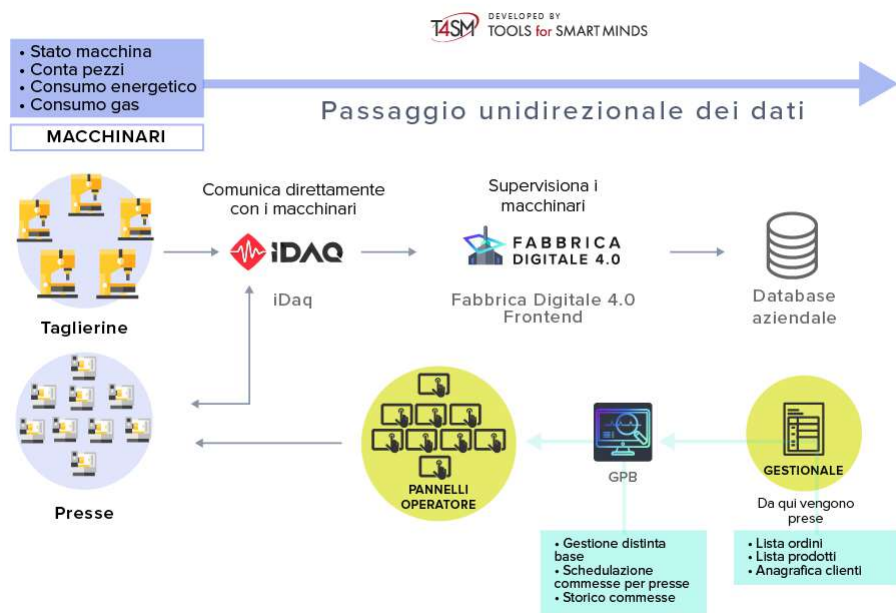 T4SM
DEVELOPED BY
TOOLS for SMART MINDS
• Stato macchina
• Conta pezzi
• Consumo energetico
• Consumo gas
Passaggio unidirezionale dei dati
MACCHINARI
Comunica direttamente
con i macchinari
Supervisiona i
macchinari
iDAQ
FABBRICA
DIGITALE 4.0
Taglierine
iDaq
Fabbrica Digitale 4.0
Frontend
Database
aziendale
Presse
PANNELLI
OPERATORE
GPB
GESTIONALE
Da qui vengono
prese
• Gestione distinta
base
• Schedulazione
commesse per presse
• Storico commesse
• Lista ordini
• Lista prodotti
• Anagrafica clienti